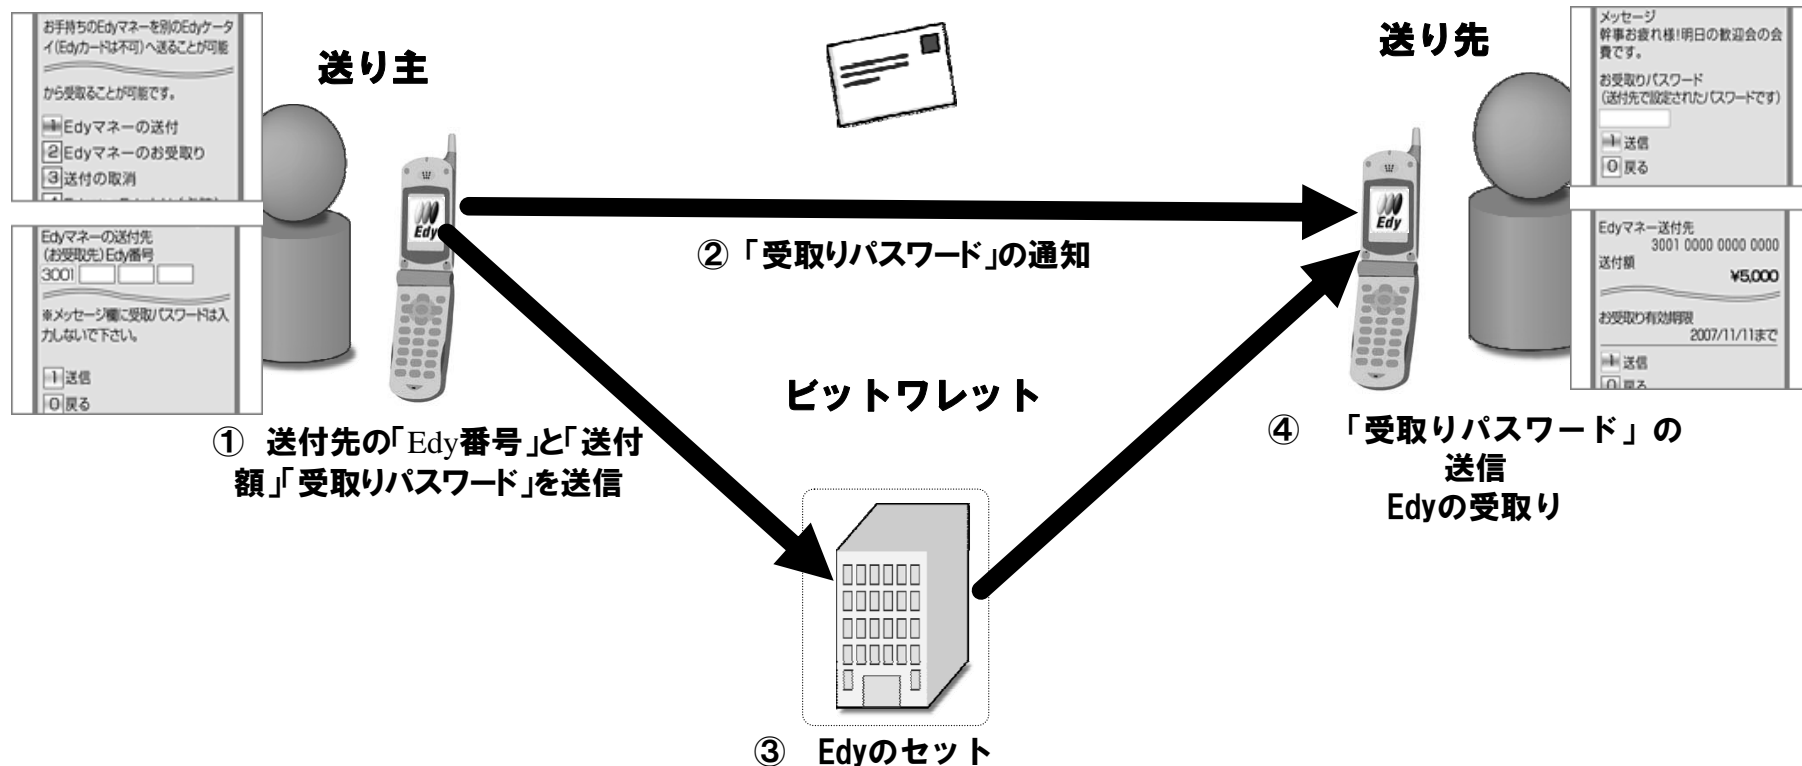 お手持ちのEdyマネーを別のEdyケータ
イ(Edyカードは不可)へ送ることが可能
から受取ることが可能です。
1 Edyマネーの送付
2 Edyマネーのお受取り
3 送付の取消
Edyマネーの送付先
(お受取先)Edy番号
3001
※メッセージ欄に受取パスワードは入
力しないで下さい。
1 送信
0 戻る
送り主
Edy
② 「受取りパスワード」の通知
送り先
Edy
メッセージ
幹事お疲れ様!明日の歓迎会の会
費です。
お受取りパスワード
(送付先で設定されたパスワードです)
1 送信
0 戻る
Edyマネー送付先
3001 0000 0000 0000
送付額
¥5,000
お受取り有効期限
2007/11/11まで
1 送信
0 戻る
ビットワレット
① 送付先の「Edy番号」と「送付
額」「受取りパスワード」を送信
④ 「受取りパスワード」の
送信
Edyの受取り
③ Edyのセット